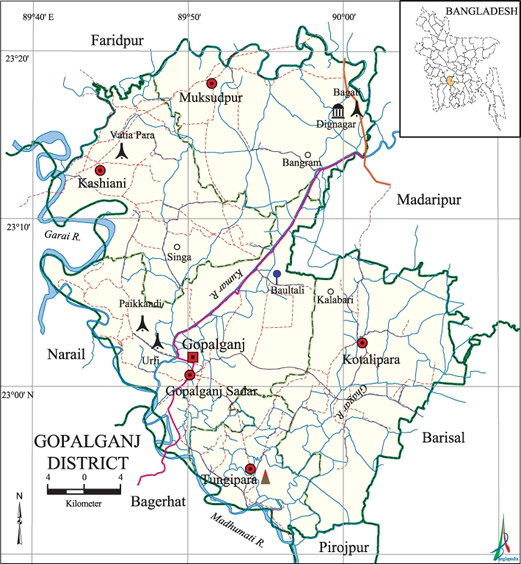 89˚40'
89˚50'
90˚00'
BANGLADESH
Faridpur
23˚20'
Muksudpur
Bagati
Dignagar
Vatia Para
Bangram
Kashiani
Madaripur
23˚10'
Garai R.
Singa
Kumar R.
Baultali
Kalabari
Paikkandi
Narail
Urfi
Gopalganj
Kotalipara
Gopalganj Sadar
23˚00' N
Ghagar R.
GOPALGANJ
DISTRICT
Barisal
4 0 4
Kilometer
Tungipara
Bagerhat
N
Madhumati R.
Pirojpur
Banglapedia